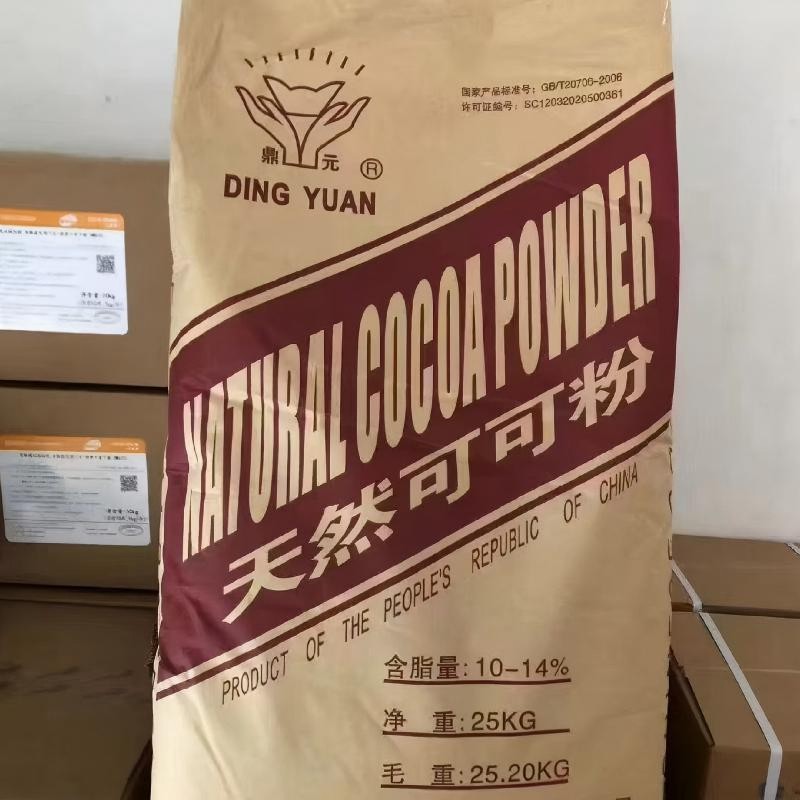 国家产品标准号：GB/T20706-2006
许可证编号：SC12032020500361
鼎 元 ®
DING YUAN
NATURAL COCOA POWDER
天然可可粉
PRODUCT OF THE PEOPLE'S REPUBLIC OF CHINA
含脂量：10-14%
净 重：25KG
毛 重：25.20KG